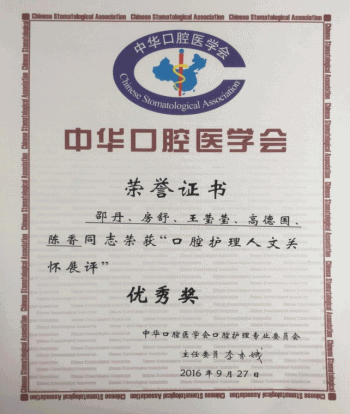 Chinese Stomatological Association
中华口腔医学会
Chinese Stomatological Association
中华口腔医学会
荣誉证书
邵丹、房舒、王莹莹、高德国、
陈香同志荣获“口腔护理人文关
怀展评”
优秀奖
中华口腔医学会口腔护理专业委员会
主任委员 李秀娥
2016年9月27日